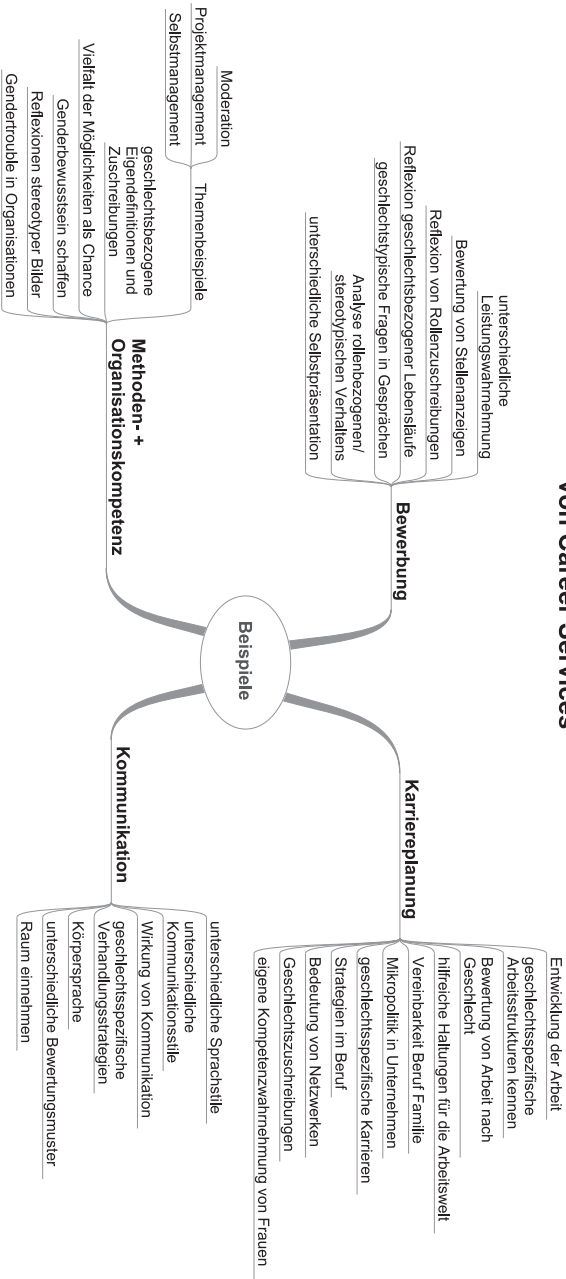 von Career Services
Beispiele
Bewerbung
unterschiedliche
Leistungswahrnehmung
Bewertung von Stellenanzeigen
Reflexion von Rollenzuschreibungen
Reflexion geschlechtsbezogener Lebensläufe
geschlechtstypische Fragen in Gesprächen
Analyse rollenbezogenen/
stereotypischen Verhaltens
unterschiedliche Selbstpräsentation
Methoden- +
Organisationskompetenz
Themenbeispiele
Moderation
Projektmanagement
Selbstmanagement
geschlechtsbezogene
Eigendefinitionen und
Zuschreibungen
Vielfalt der Möglichkeiten als Chance
Genderbewusstsein schaffen
Reflexionen stereotyper Bilder
Gendertrouble in Organisationen
Karriereplanung
Entwicklung der Arbeit
geschlechtsspezifische
Arbeitsstrukturen kennen
Bewertung von Arbeit nach
Geschlecht
hilfreiche Haltungen für die Arbeitswelt
Vereinbarkeit Beruf Familie
Mikropolitik in Unternehmen
geschlechtsspezifische Karrieren
Strategien im Beruf
Bedeutung von Netzwerken
Geschlechtszuschreibungen
eigene Kompetenzwahrnehmung von Frauen
Kommunikation
unterschiedliche Sprachstile
unterschiedliche
Kommunikationsstile
Wirkung von Kommunikation
geschlechtsspezifische
Verhandlungsstrategien
Körpersprache
unterschiedliche Bewertungsmuster
Raum einnehmen